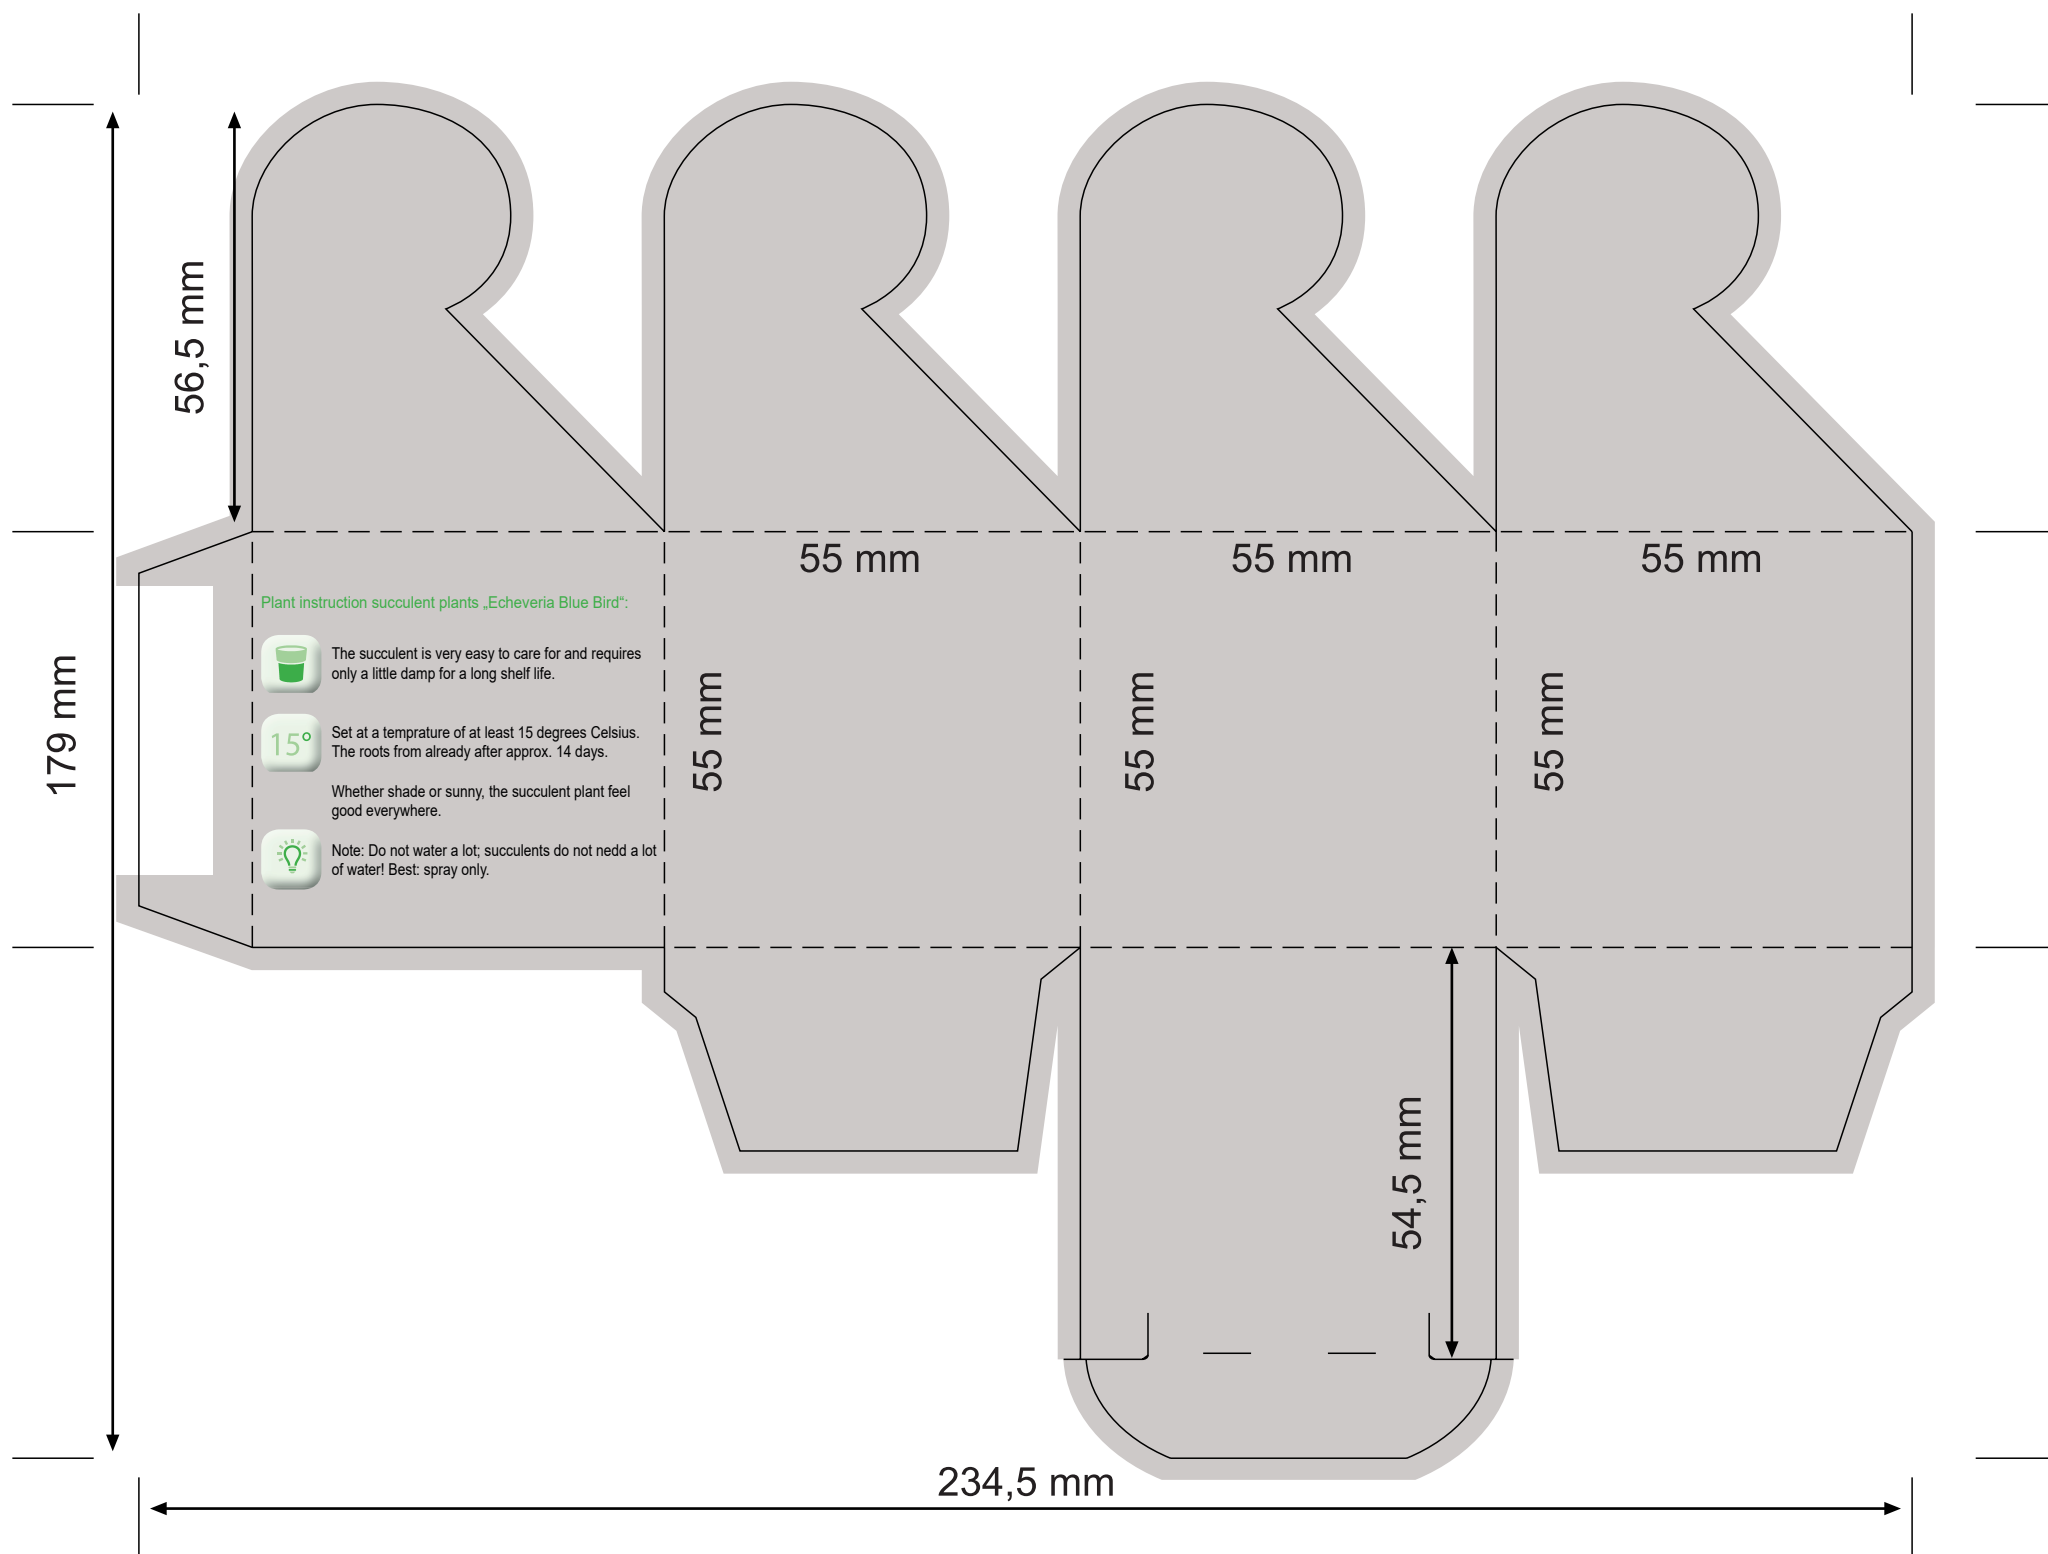 56,5 mm
55 mm
55 mm
55 mm
Plant instruction succulent plants „Echeveria Blue Bird“:
The succulent is very easy to care for and requires
only a little damp for a long shelf life.
15°
Set at a temprature of at least 15 degrees Celsius.
The roots from already after approx. 14 days.
Whether shade or sunny, the succulent plant feel
good everywhere.
Note: Do not water a lot; succulents do not nedd a lot
of water! Best: spray only.
179 mm
55 mm
55 mm
55 mm
54,5 mm
234,5 mm